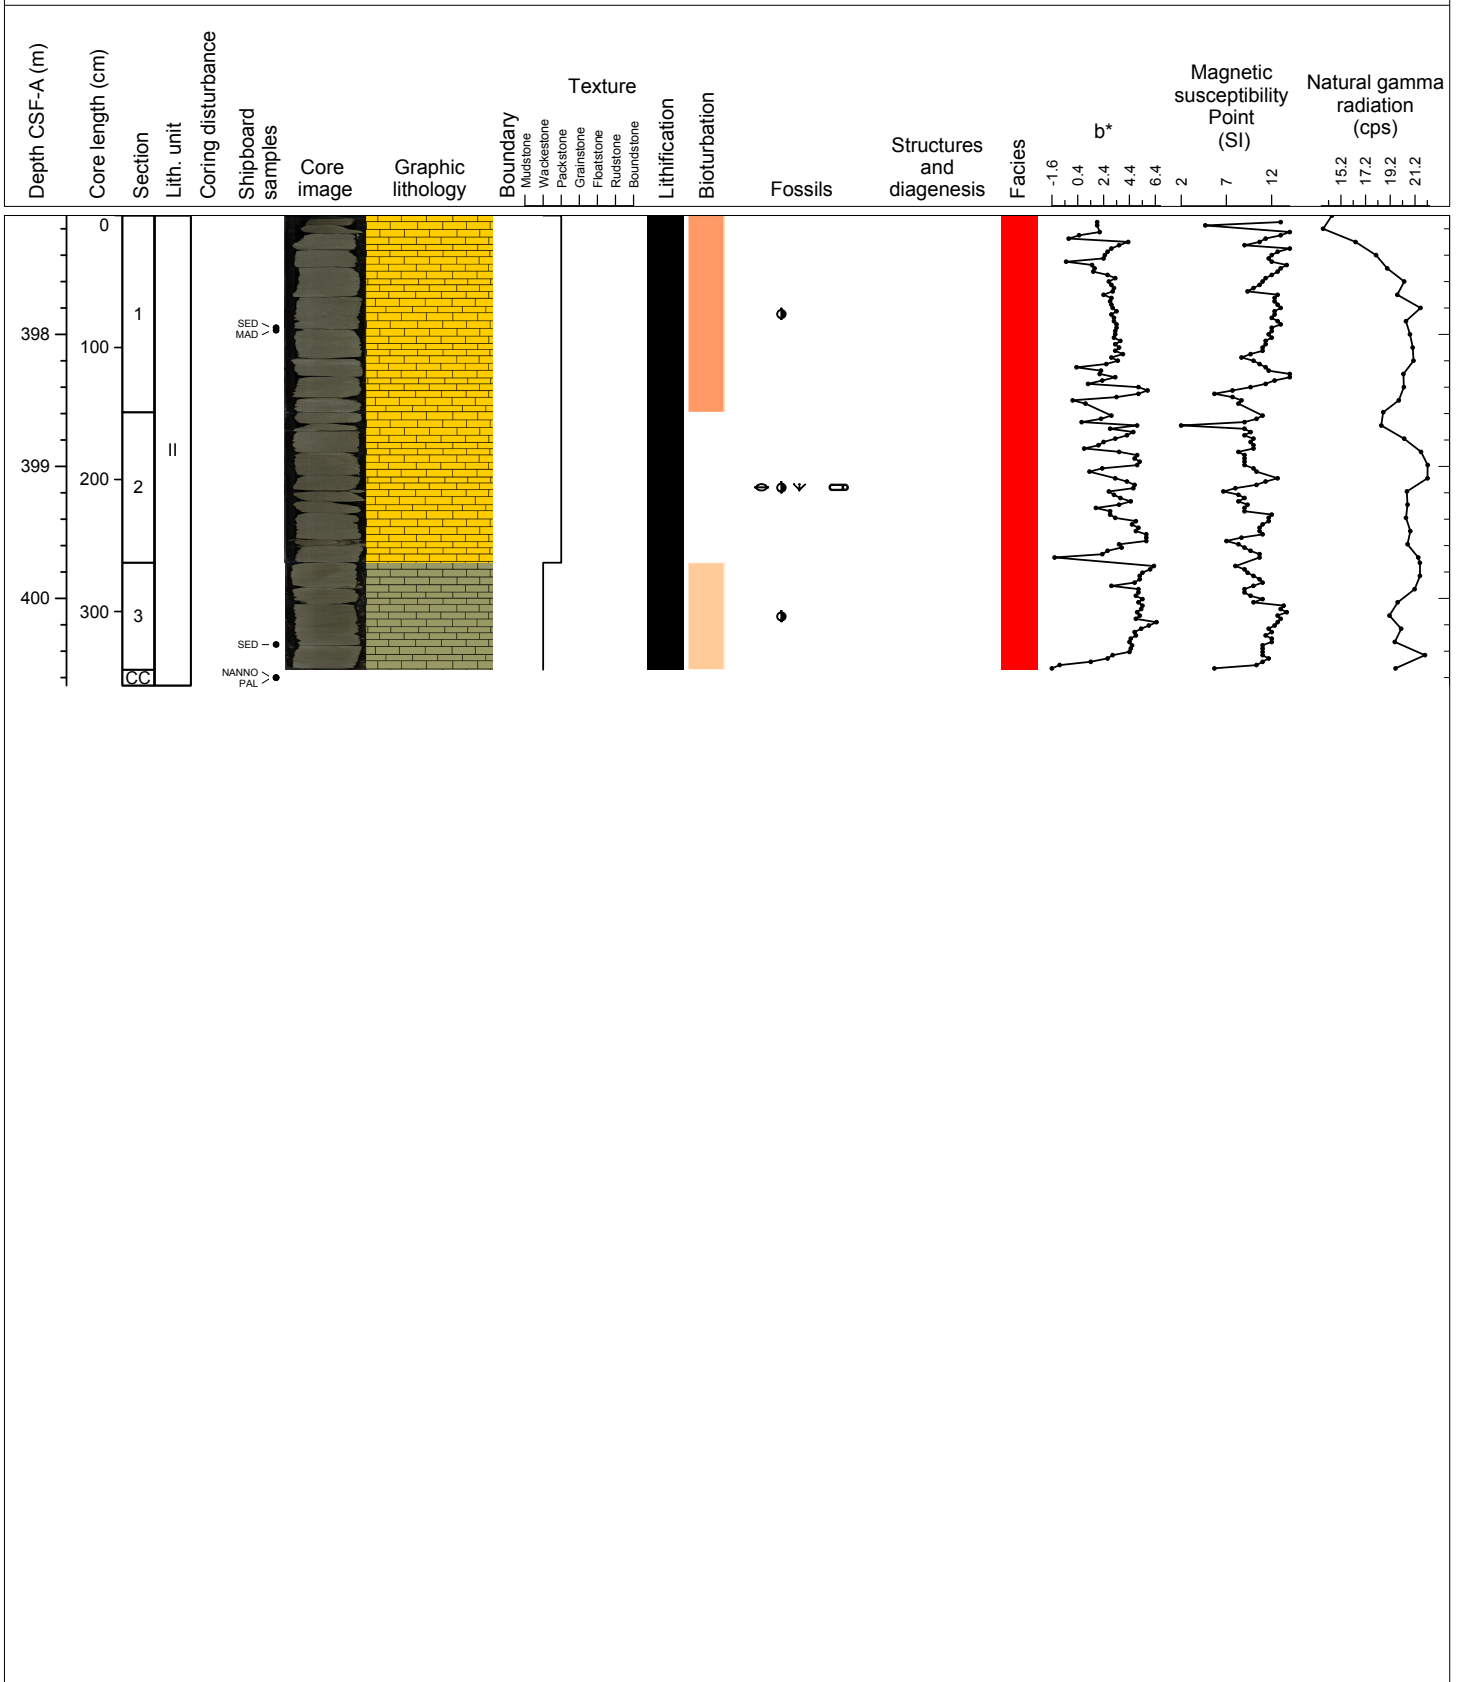 Depth CSF-A (m)
Core length (cm)
Section
Lith. unit
Coring disturbance
Shipboard
samples
Core
image
Graphic
lithology
Boundary
Texture
Mudstone
Wackestone
Packstone
Grainstone
Floatstone
Rudstone
Boundstone
Lithification
Bioturbation
Fossils
Structures
and
diagenesis
Facies
b*
-1.6 0.4 2.4 4.4 6.4
Magnetic
susceptibility
Point
(SI)
2 7 12
Natural gamma
radiation
(cps)
15.2 17.2 19.2 21.2
0
1
SED
MAD
398
100
II
399
200
2
400
300
3
SED
CC
NANNO
PAL